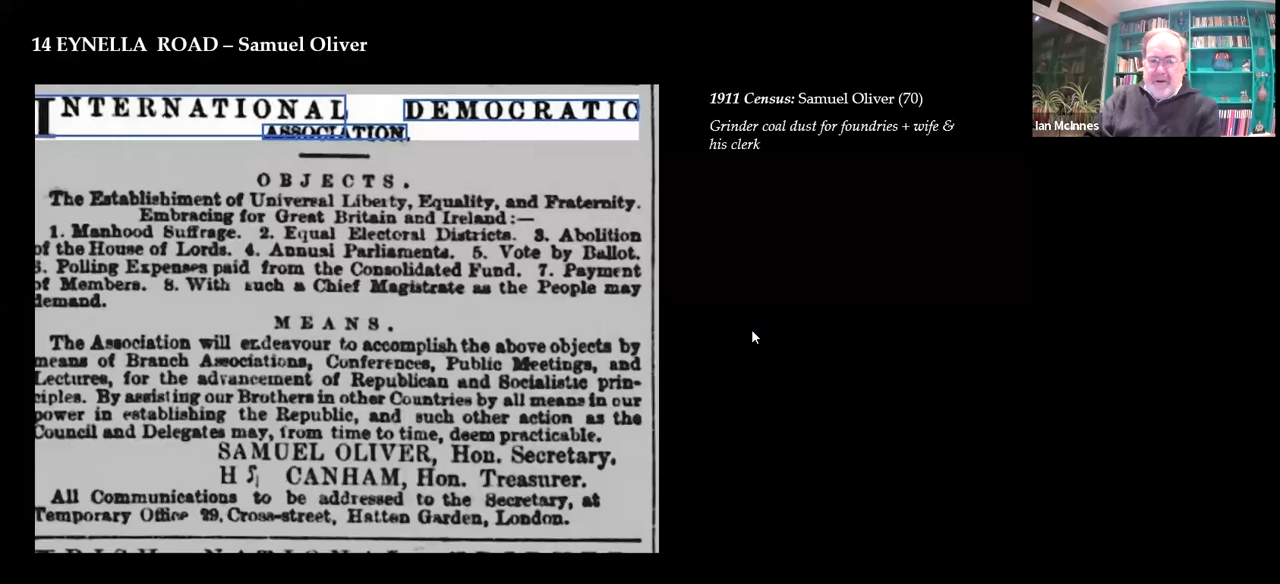 14 EYNELLA ROAD – Samuel Oliver
INTERNATIONAL DEMOCRATIC
ASSOCIATION.
OBJECTS.
The Establishment of Universal Liberty, Equality, and Fraternity.
Embracing for Great Britain and Ireland:—
1. Manhood Suffrage. 2. Equal Electoral Districts. 3. Abolition
of the House of Lords. 4. Annual Parliaments. 5. Vote by Ballot.
6. Polling Expenses paid from the Consolidated Fund. 7. Payment
of Members. 8. With such a Chief Magistrate as the People may
demand.
MEANS.
The Association will endeavour to accomplish the above objects by
means of Branch Associations, Conferences, Public Meetings, and
Lectures, for the advancement of Republican and Socialistic prin-
ciples. By assisting our Brothers in other Countries by all means in our
power in establishing the Republic, and such other action as the
Council and Delegates may, from time to time, deem practicable.
SAMUEL OLIVER, Hon. Secretary.
H CANHAM, Hon. Treasurer.
All Communications to be addressed to the Secretary, at
Temporary Office 29, Cross-street, Hatten Garden, London.
1911 Census: Samuel Oliver (70)
Grinder coal dust for foundries + wife &
his clerk
Ian McInnes